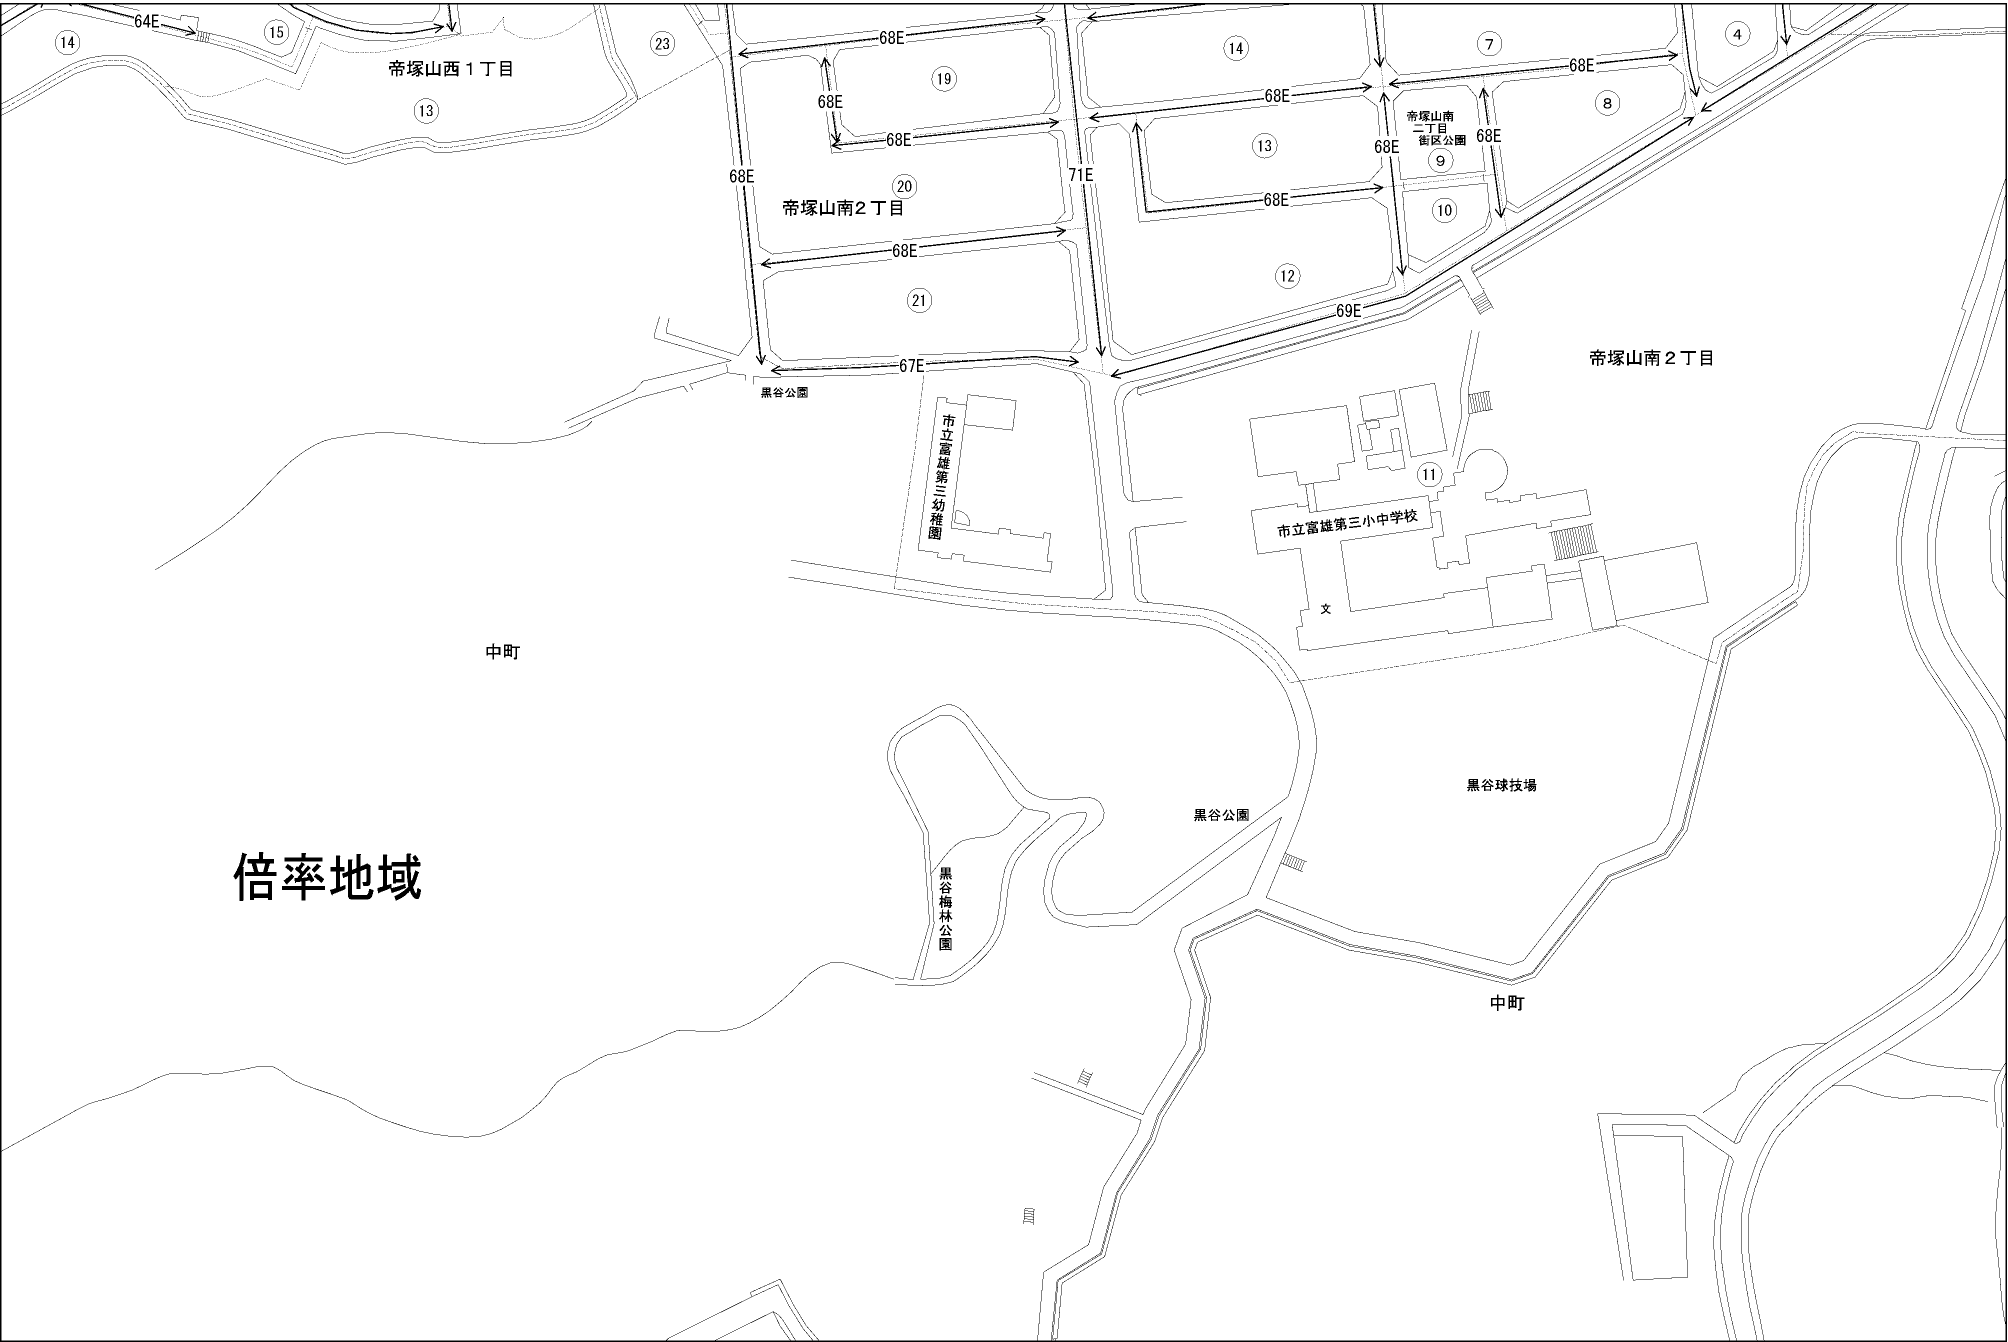 64E
15
14
帝塚山西1丁目
13
23
68E
19
68E
68E
20
68E
帝塚山南2丁目
68E
21
67E
黒谷公園
71E
14
68E
13
68E
12
69E
7
68E
4
8
帝塚山南
二丁目
街区公園
9
68E
68E
10
帝塚山南2丁目
市立富雄第三幼稚園
11
市立富雄第三小中学校
文
中町
黒谷公園
黒谷球技場
倍率地域
黒谷梅林公園
中町